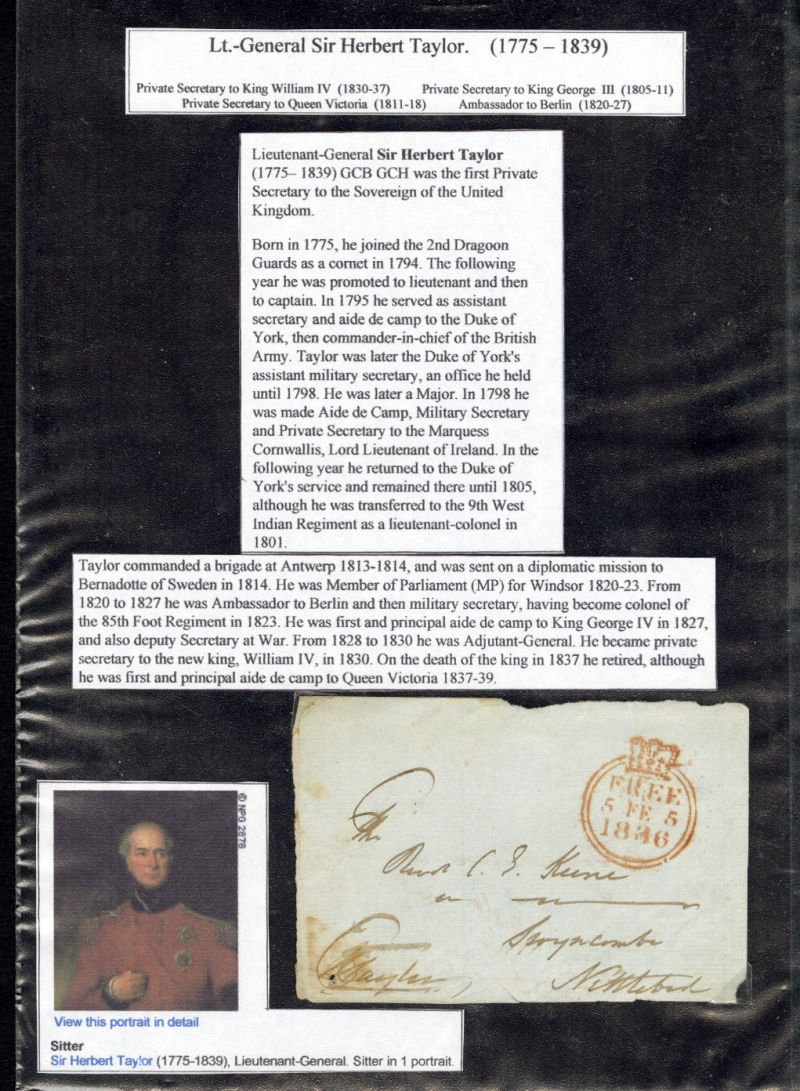 Lt.-General Sir Herbert Taylor. (1775 – 1839)
Private Secretary to King William IV (1830-37) Private Secretary to King George III (1805-11)
Private Secretary to Queen Victoria (1811-18) Ambassador to Berlin (1820-27)
Lieutenant-General Sir Herbert Taylor
(1775– 1839) GCB GCH was the first Private
Secretary to the Sovereign of the United
Kingdom.
Born in 1775, he joined the 2nd Dragoon
Guards as a cornet in 1794. The following
year he was promoted to lieutenant and then
to captain. In 1795 he served as assistant
secretary and aide de camp to the Duke of
York, then commander-in-chief of the British
Army. Taylor was later the Duke of York's
assistant military secretary, an office he held
until 1798. He was later a Major. In 1798 he
was made Aide de Camp, Military Secretary
and Private Secretary to the Marquess
Cornwallis, Lord Lieutenant of Ireland. In the
following year he returned to the Duke of
York's service and remained there until 1805,
although he was transferred to the 9th West
Indian Regiment as a lieutenant-colonel in
1801.
Taylor commanded a brigade at Antwerp 1813-1814, and was sent on a diplomatic mission to
Bernadotte of Sweden in 1814. He was Member of Parliament (MP) for Windsor 1820-23. From
1820 to 1827 he was Ambassador to Berlin and then military secretary, having become colonel of
the 85th Foot Regiment in 1823. He was first and principal aide de camp to King George IV in 1827,
and also deputy Secretary at War. From 1828 to 1830 he was Adjutant-General. He became private
secretary to the new king, William IV, in 1830. On the death of the king in 1837 he retired, although
he was first and principal aide de camp to Queen Victoria 1837-39.
FREE
5 FE 5
1836
The
Revd C. E. Keene
Swyncombe
HTaylor
Nettlebed
© NPG 2878
View this portrait in detail
Sitter
Sir Herbert Taylor (1775-1839), Lieutenant-General. Sitter in 1 portrait.